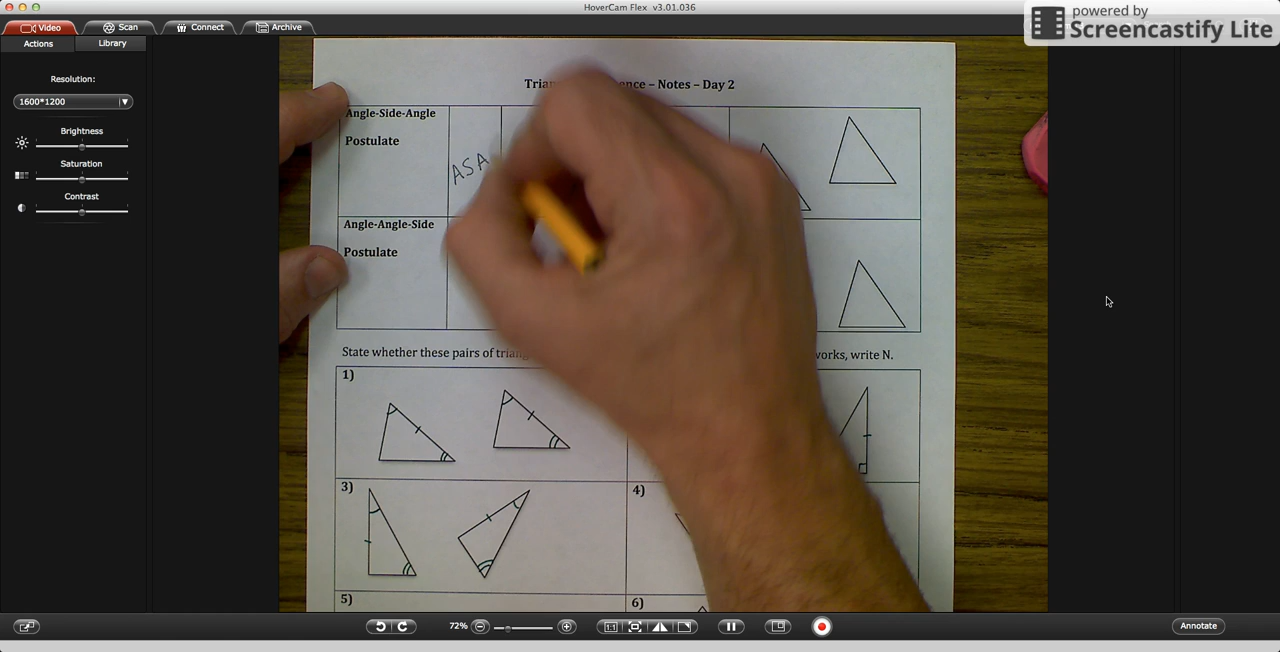 HoverCam Flex v3.01.036
Video
Scan
Connect
Archive
powered by
Screencastify Lite
Actions
Library
Resolution:
1600*1200
Brightness
Saturation
Contrast
Notes – Day 2
Angle-Side-Angle
Postulate
ASA
Angle-Angle-Side
Postulate
State whether these pairs of
works, write N.
1)
3)
4)
5)
6)
72%
1:1
Annotate